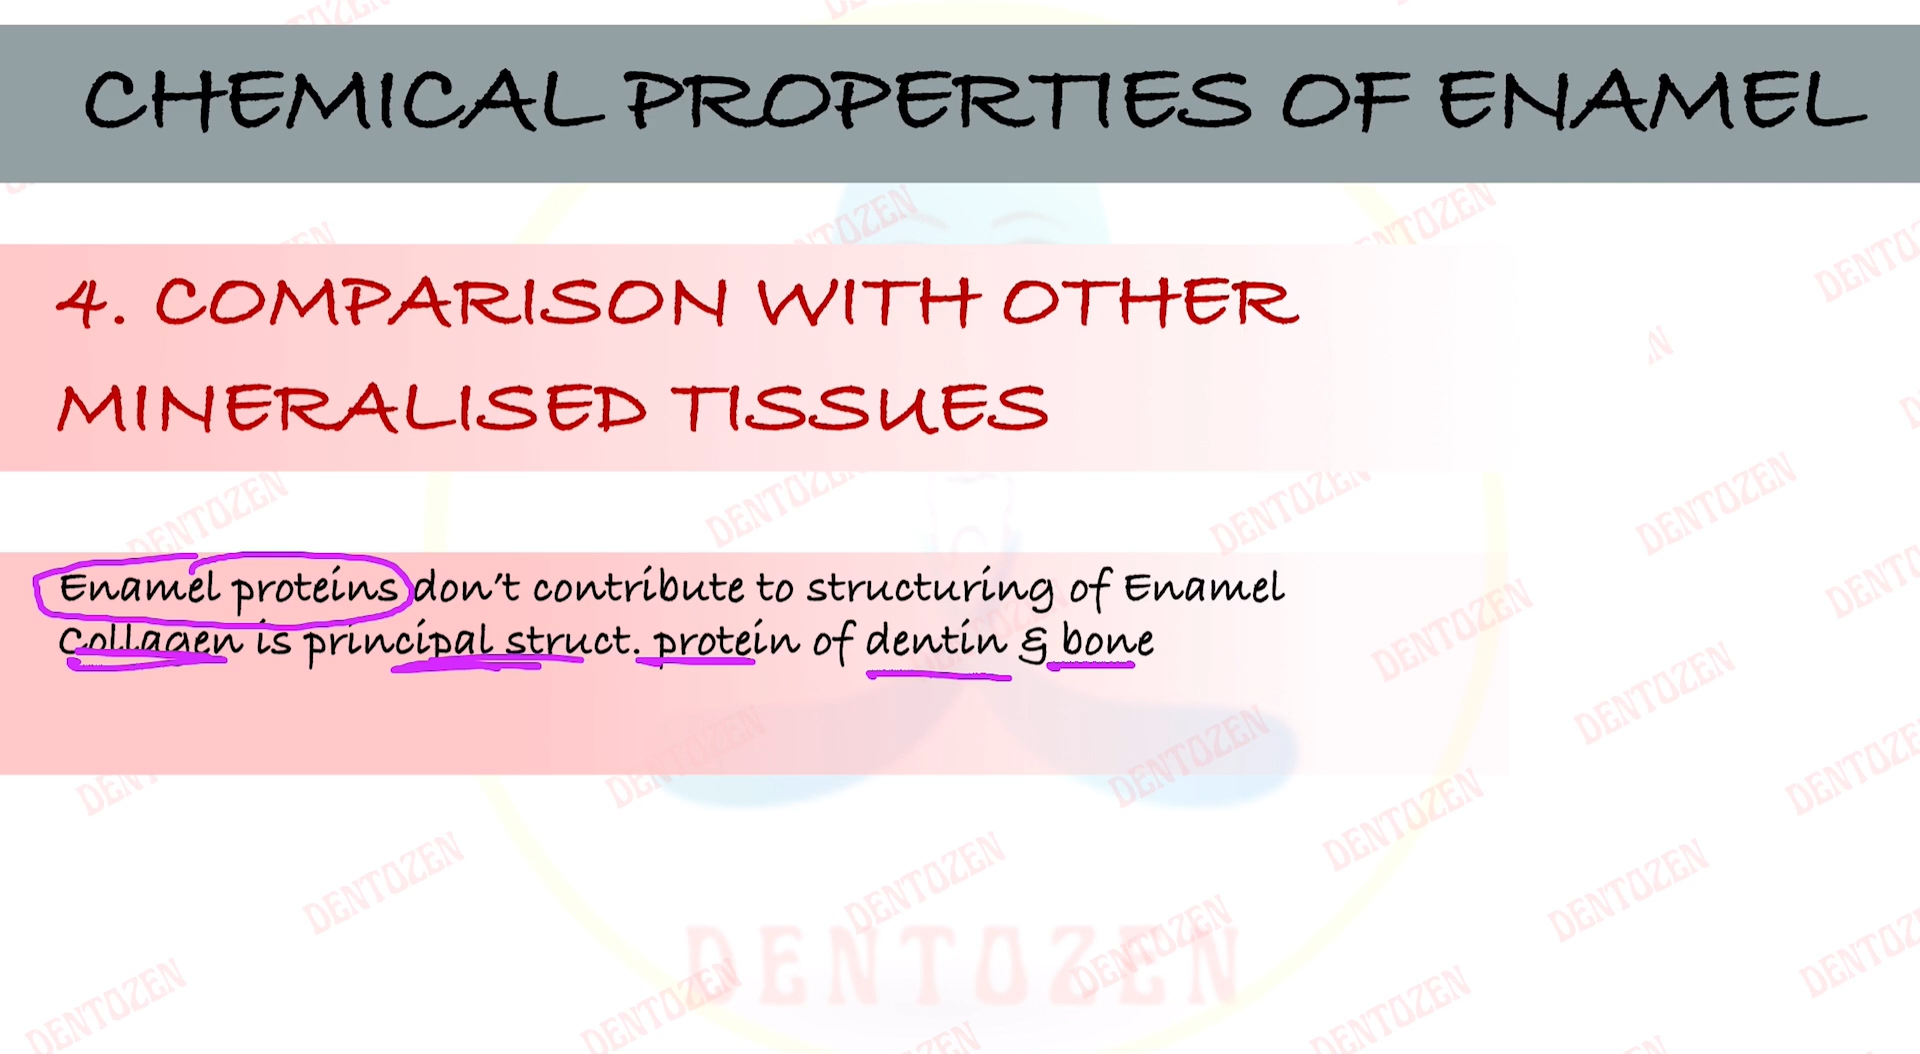 CHEMICAL PROPERTIES OF ENAMEL
4. COMPARISON WITH OTHER
MINERALISED TISSUES
Enamel proteins don't contribute to structuring of Enamel
Collagen is principal struct. protein of dentin & bone
DENTOZEN